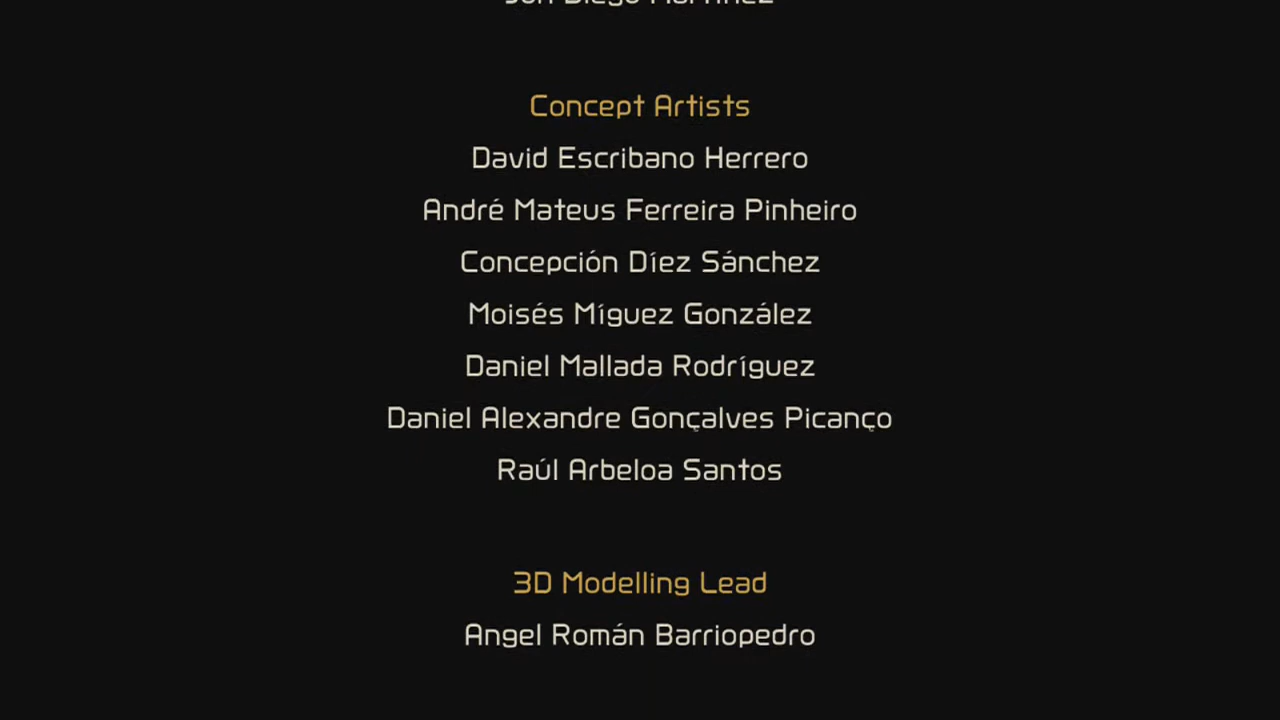 Concept Artists
David Escribano Herrero
André Mateus Ferreira Pinheiro
Concepción Díez Sánchez
Moisés Míguez González
Daniel Mallada Rodríguez
Daniel Alexandre Gonçalves Picanço
Raúl Arbeloa Santos
3D Modelling Lead
Angel Román Barriopedro